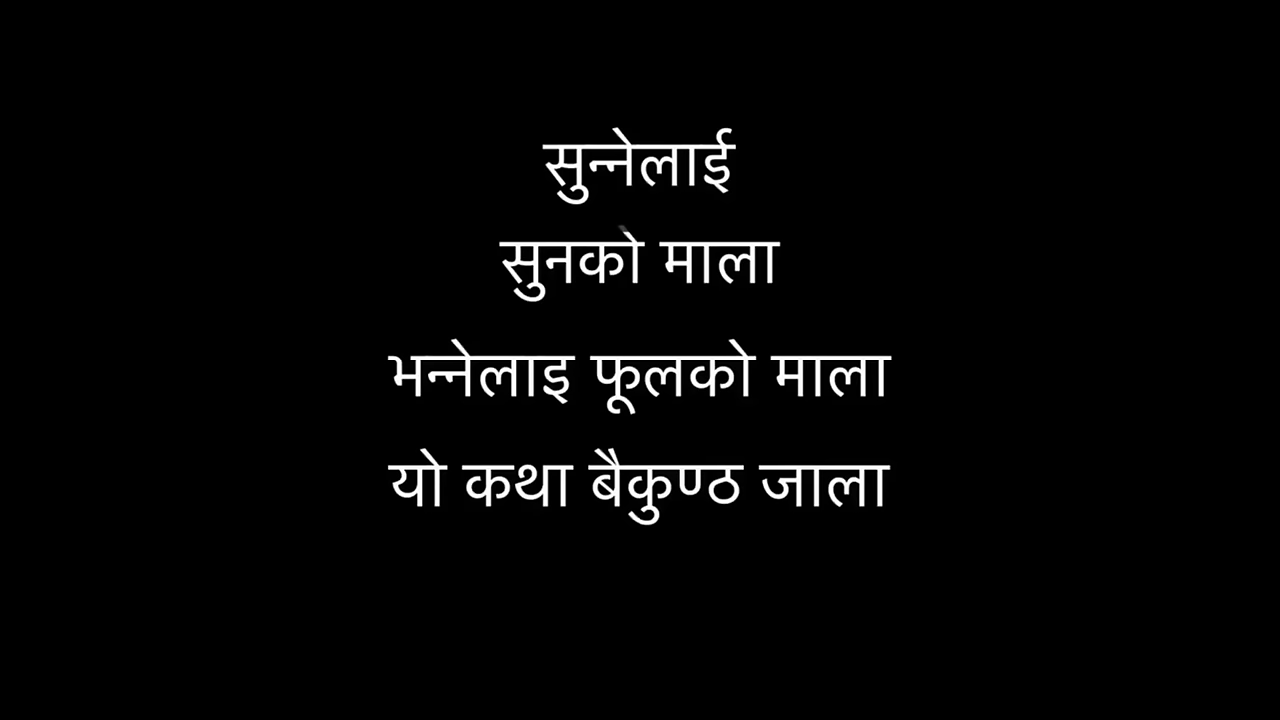 सुन्नेलाई
सुनको माला
भन्नेलाइ फूलको माला
यो कथा बैकुण्ठ जाला